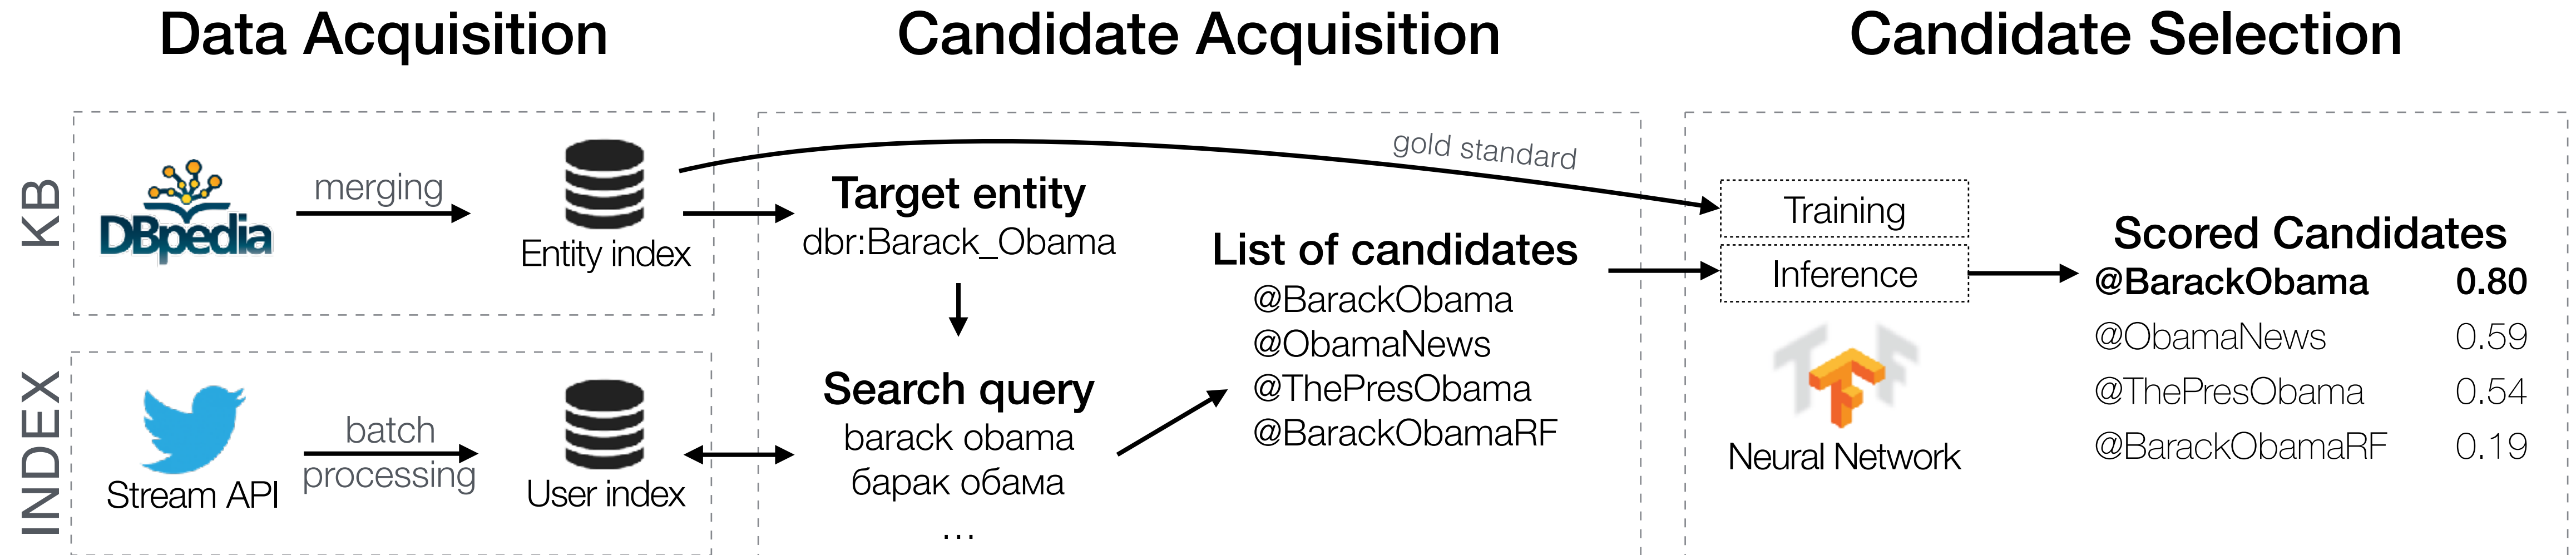 Data Acquisition
Candidate Acquisition
Candidate Selection
KB
DBpedia
merging
Entity index
gold standard
Target entity
dbr:Barack_Obama
INDEX
Stream API
batch
processing
User index
Search query
barack obama
барак обама
...
List of candidates
@BarackObama
@ObamaNews
@ThePresObama
@BarackObamaRF
Training
Inference
TF
Neural Network
Scored Candidates
@BarackObama 0.80
@ObamaNews 0.59
@ThePresObama 0.54
@BarackObamaRF 0.19